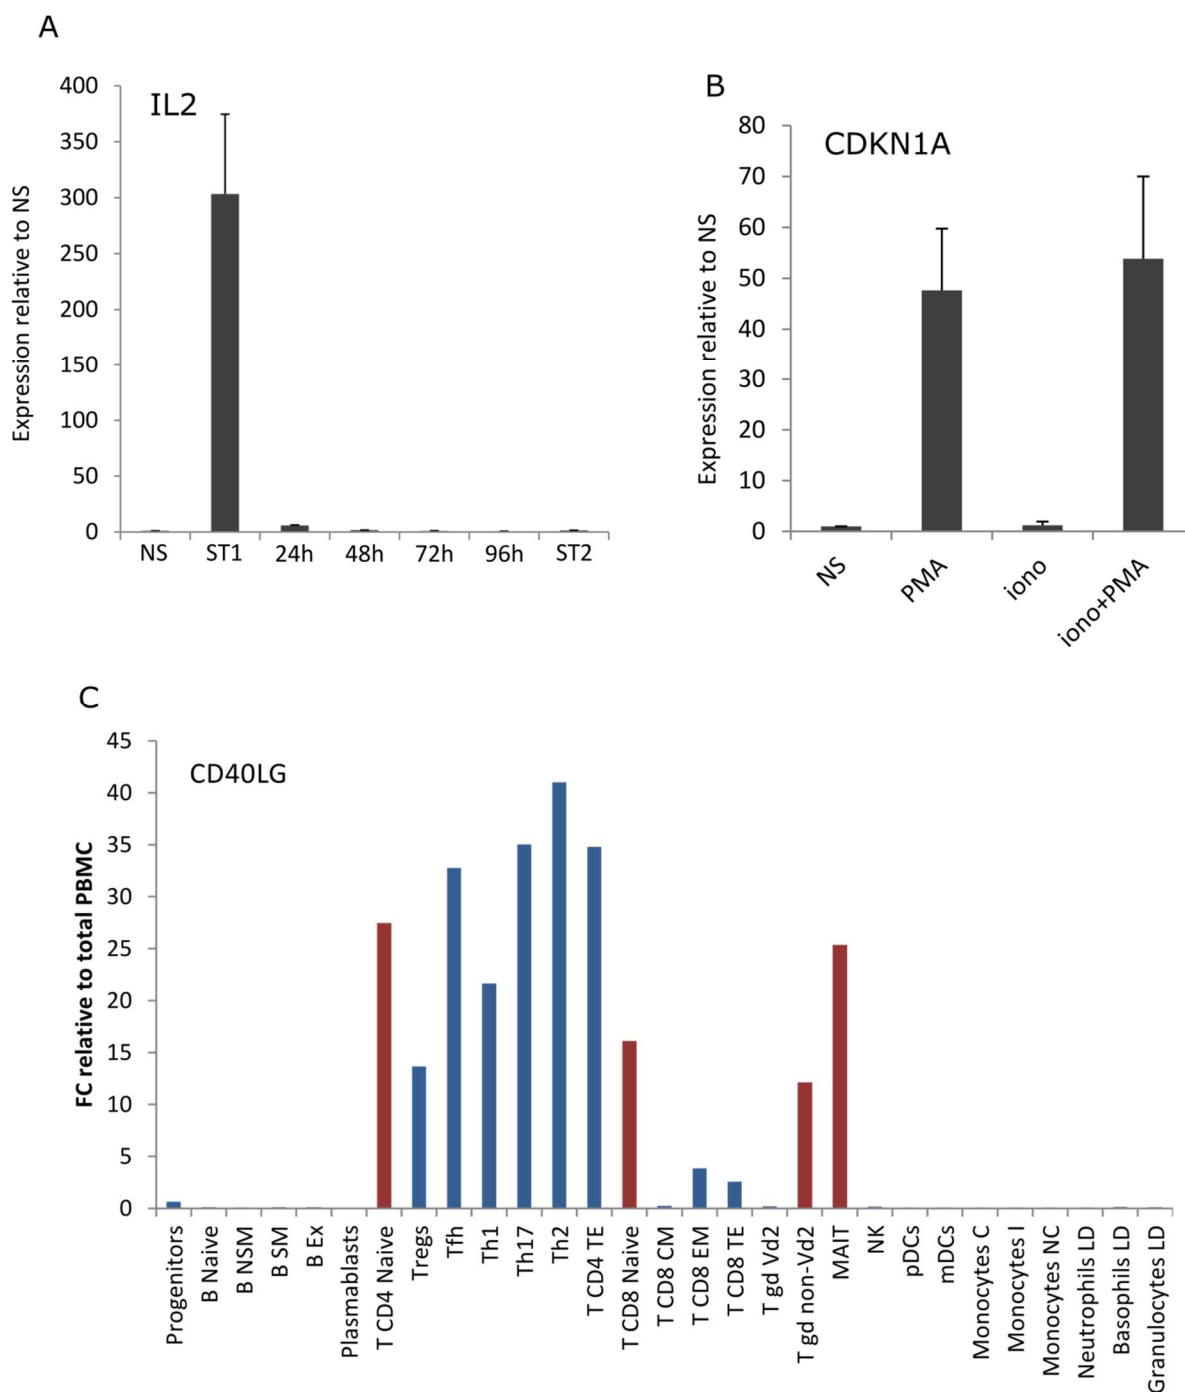 A
IL2
Expression relative to NS
400
350
300
250
200
150
100
50
0
NS ST1 24h 48h 72h 96h ST2
B
CDKN1A
Expression relative to NS
80
70
60
50
40
30
20
10
0
NS PMA iono iono+PMA
C
CD40LG
FC relative to total PBMC
45
40
35
30
25
20
15
10
5
0
Progenitors
B Naive
B NSM
B SM
B Ex
Plasmablasts
T CD4 Naive
Tregs
Tfh
Th1
Th17
Th2
T CD4 TE
T CD8 Naive
T CD8 CM
T CD8 EM
T CD8 TE
T gd Vd2
T gd non-Vd2
MAIT
NK
pDCs
mDCs
Monocytes C
Monocytes I
Monocytes NC
Neutrophils LD
Basophils LD
Granulocytes LD